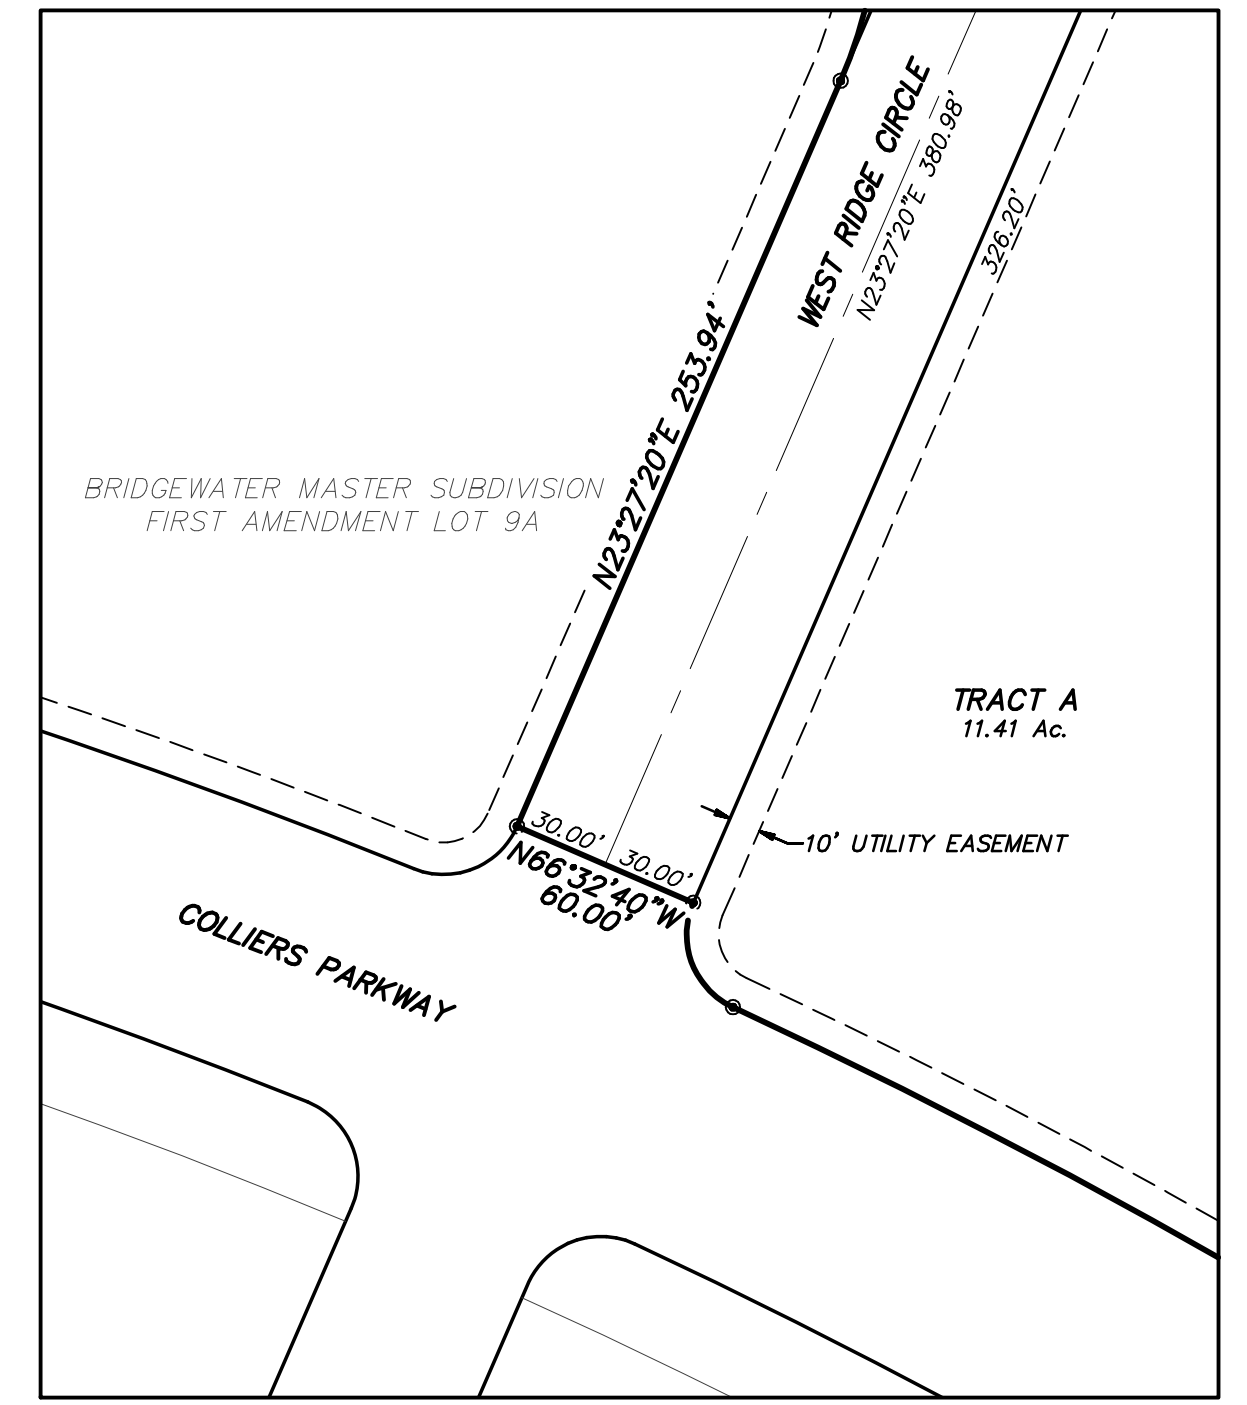 WEST RIDGE CIRCLE
N23°27'20"E 380.98'
326.20'
N23°27'20"E 253.94'
BRIDGEWATER MASTER SUBDIVISION
FIRST AMENDMENT LOT 9A
TRACT A
11.41 Ac.
30.00'
30.00'
10' UTILITY EASEMENT
N66°32'40"W
60.00'
COLLIERS PARKWAY